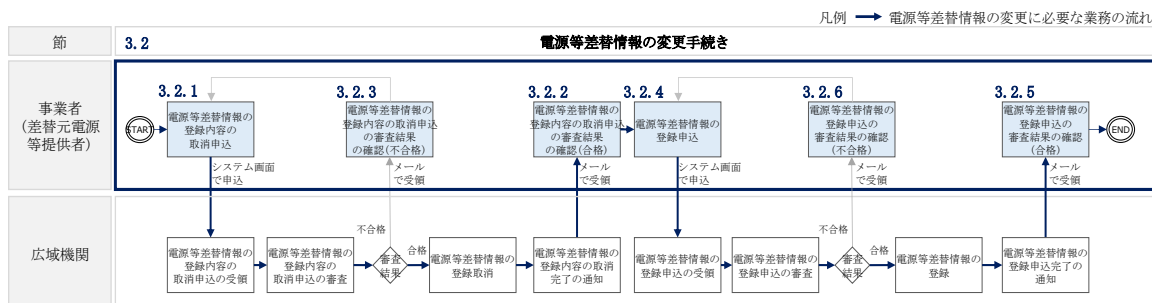 凡例 電源等差替情報の変更に必要な業務の流れ
節
3.2
電源等差替情報の変更手続き
事業者
(差替元電源
等提供者)
START
3.2.1
電源等差替情報の
登録内容の
取消申込
3.2.3
電源等差替情報の
登録内容の取消申込
の審査結果
の確認(不合格)
3.2.2
電源等差替情報の
登録内容の取消申込
の審査結果
の確認(合格)
3.2.4
電源等差替情報の
登録申込
3.2.6
電源等差替情報の
登録申込の
審査結果の確認
(不合格)
3.2.5
電源等差替情報の
登録申込の
審査結果の確認
(合格)
END
システム画面
で申込
メール
で受領
メール
で受領
システム画面
で申込
メール
で受領
メール
で受領
広域機関
電源等差替情報の
登録内容の
取消申込の受領
電源等差替情報の
登録内容の
取消申込の審査
不合格
審査
結果
合格
電源等差替情報の
登録取消
電源等差替情報の
登録内容の取消
完了の通知
電源等差替情報の
登録申込の受領
電源等差替情報の
登録申込の審査
不合格
審査
結果
合格
電源等差替情報の
登録
電源等差替情報の
登録申込完了の
通知